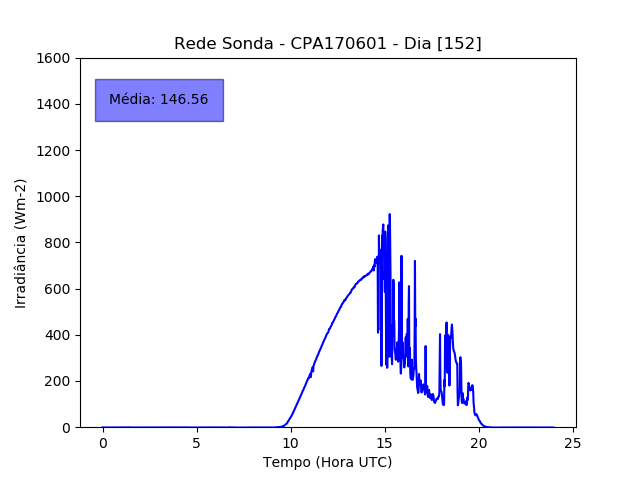 Rede Sonda - CPA170601 - Dia [152]
Média: 146.56
Irradiância (Wm-2)
1600
1400
1200
1000
800
600
400
200
0
0 5 10 15 20 25
Tempo (Hora UTC)